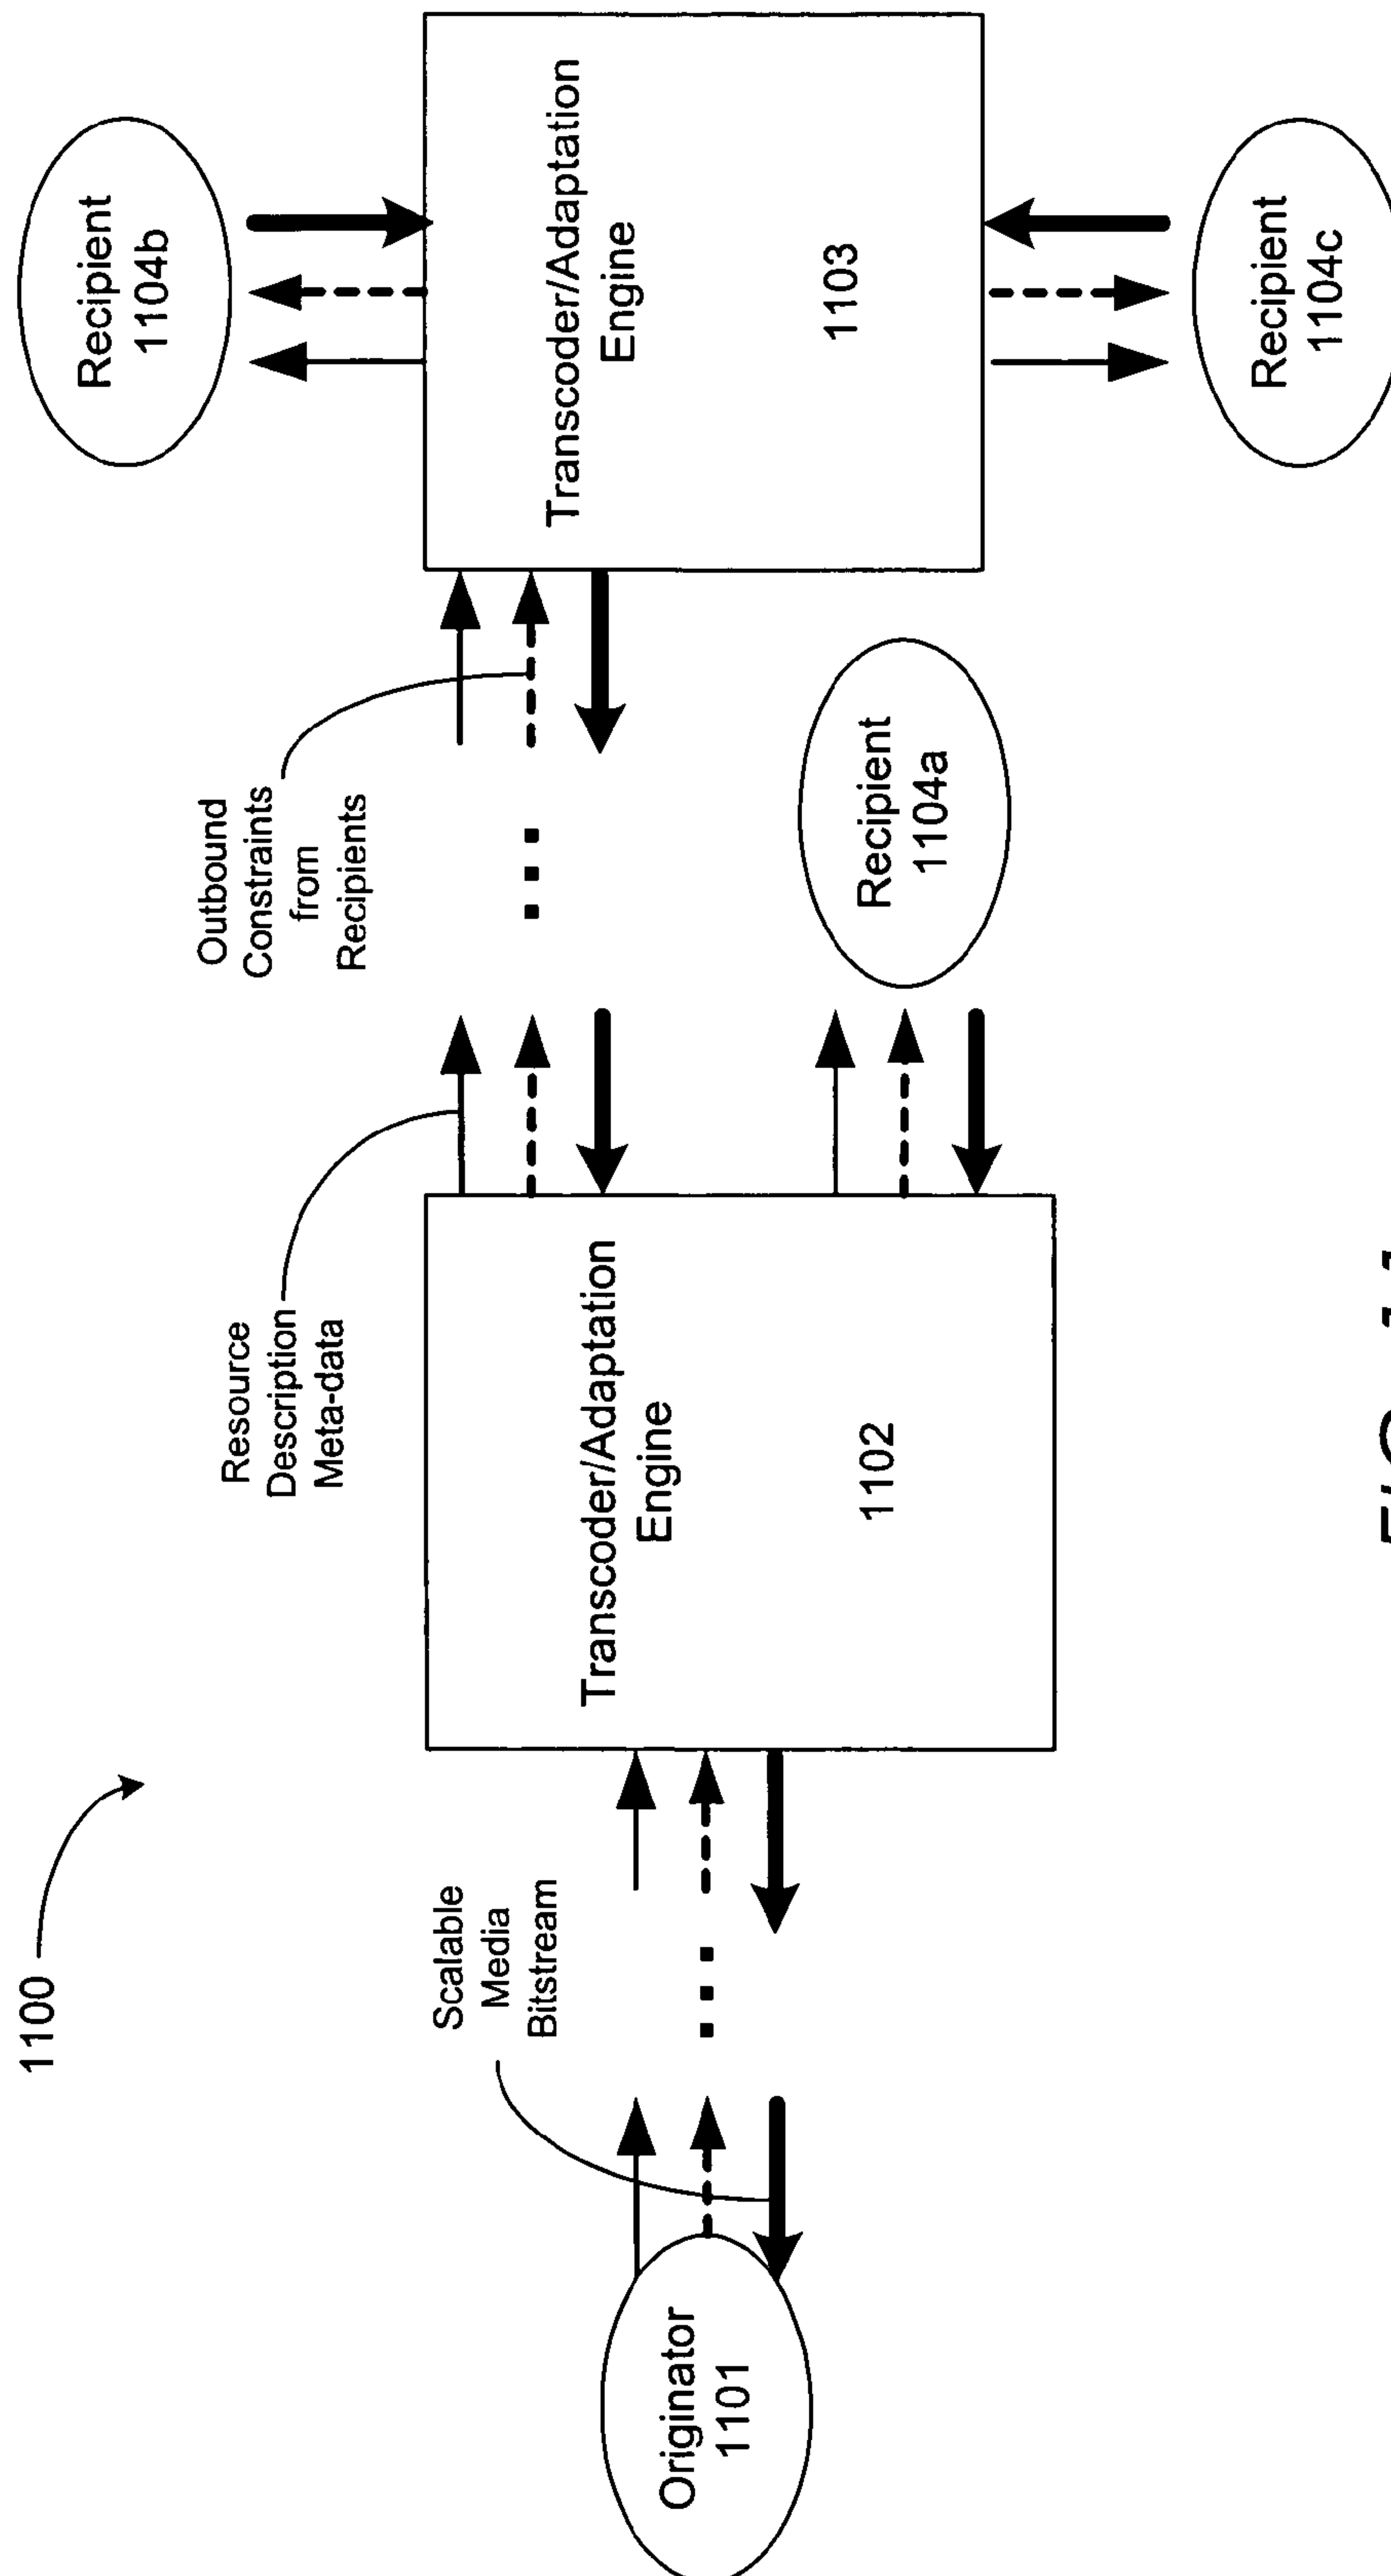 1100
Originator
1101
Scalable
Media
Bitstream
Transcoder/Adaptation
Engine
1102
Resource
Description
Meta-data
Outbound
Constraints
from
Recipients
Recipient
1104a
Transcoder/Adaptation
Engine
1103
Recipient
1104b
Recipient
1104c